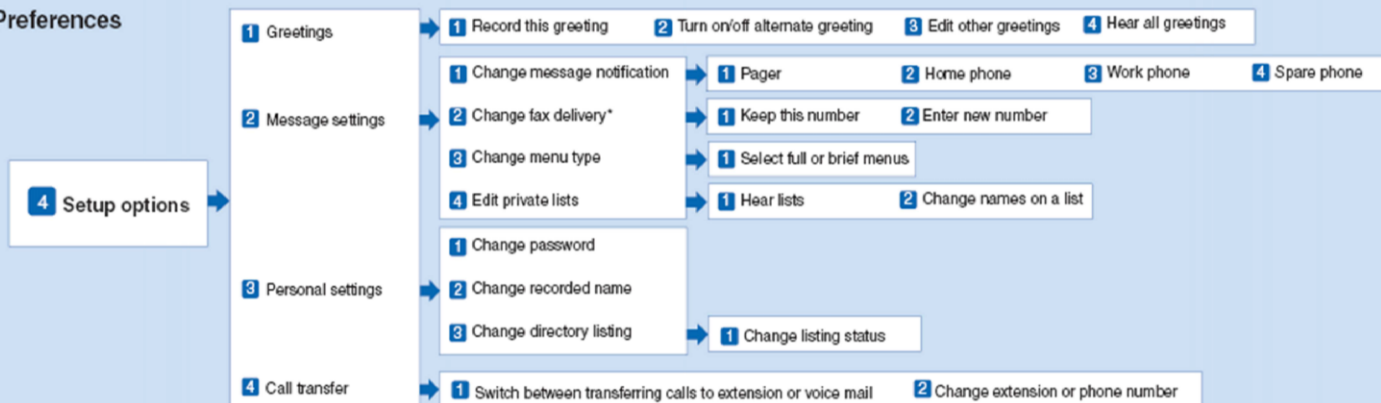 Preferences
1 Greetings
1 Record this greeting 2 Turn on/off alternate greeting 3 Edit other greetings 4 Hear all greetings
1 Change message notification
1 Pager 2 Home phone 3 Work phone 4 Spare phone
2 Message settings
2 Change fax delivery*
1 Keep this number 2 Enter new number
3 Change menu type
1 Select full or brief menus
4 Setup options
4 Edit private lists
1 Hear lists 2 Change names on a list
1 Change password
3 Personal settings
2 Change recorded name
3 Change directory listing
1 Change listing status
4 Call transfer
1 Switch between transferring calls to extension or voice mail 2 Change extension or phone number